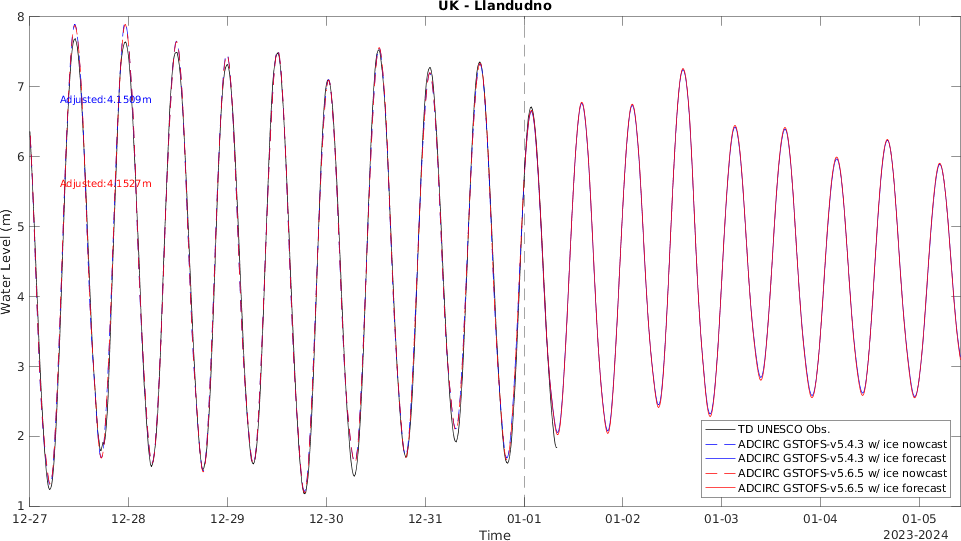 UK - Llandudno
8
7
6
5
4
3
2
1
Water Level (m)
Adjusted:4.1509m
Adjusted:4.1527m
TD UNESCO Obs.
ADCIRC GSTOFS-v5.4.3 w/ ice nowcast
ADCIRC GSTOFS-v5.4.3 w/ ice forecast
ADCIRC GSTOFS-v5.6.5 w/ ice nowcast
ADCIRC GSTOFS-v5.6.5 w/ ice forecast
12-27 12-28 12-29 12-30 12-31 01-01 01-02 01-03 01-04 01-05
Time
2023-2024